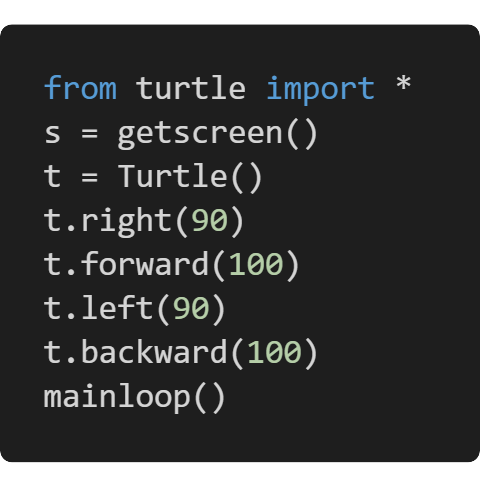 from turtle import *
s = getscreen()
t = Turtle()
t.right(90)
t.forward(100)
t.left(90)
t.backward(100)
mainloop()